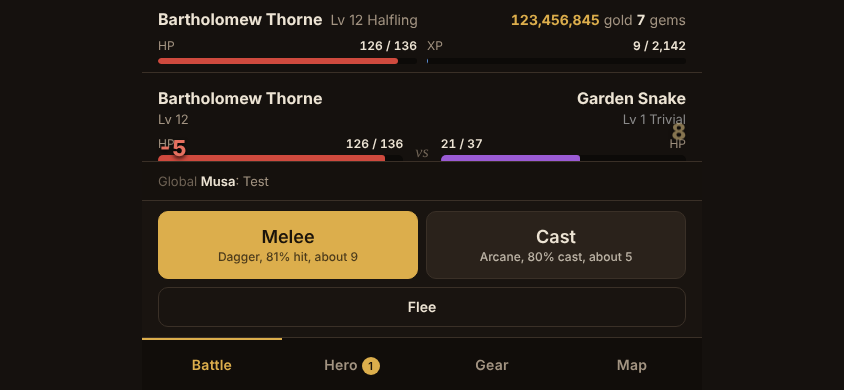 Bartholomew Thorne Lv 12 Halfling 123,456,845 gold 7 gems
HP 126 / 136 XP 9 / 2,142
Bartholomew Thorne Garden Snake
Lv 12 Lv 1 Trivial
8
HP 126 / 136 vs 21 / 37 HP
-5
Global Musa: Test
Melee Cast
Dagger, 81% hit, about 9 Arcane, 80% cast, about 5
Flee
Battle Hero 1 Gear Map